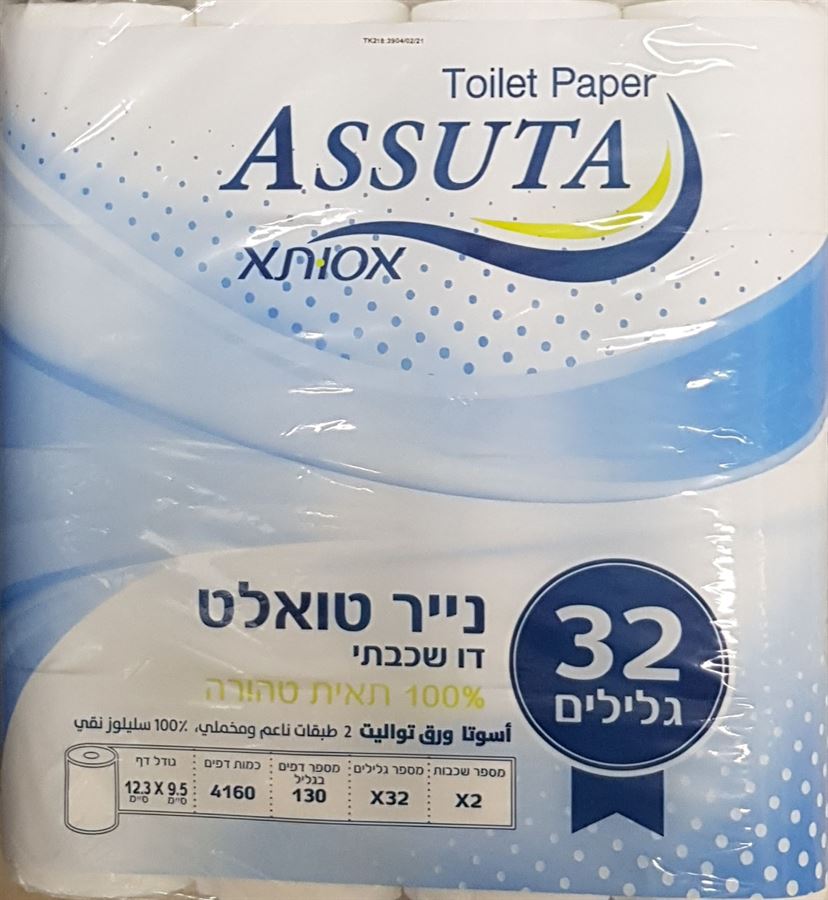 TK218:3904/02/21
Toilet Paper
ASSUTA
אסותא
נייר טואלט
דו שכבתי
100% תאית טהורה
32
גלילים
أسوتا ورق تواليت 2 طبقات ناعم ومخملي، 100٪ سليلوز نقي
מספר שכבות: מספר גלילים: מספר דפים בגליל כמות דפים גודל דף
X2 X32 130 4160 12.3 X 9.5
ס״מ ס״מ